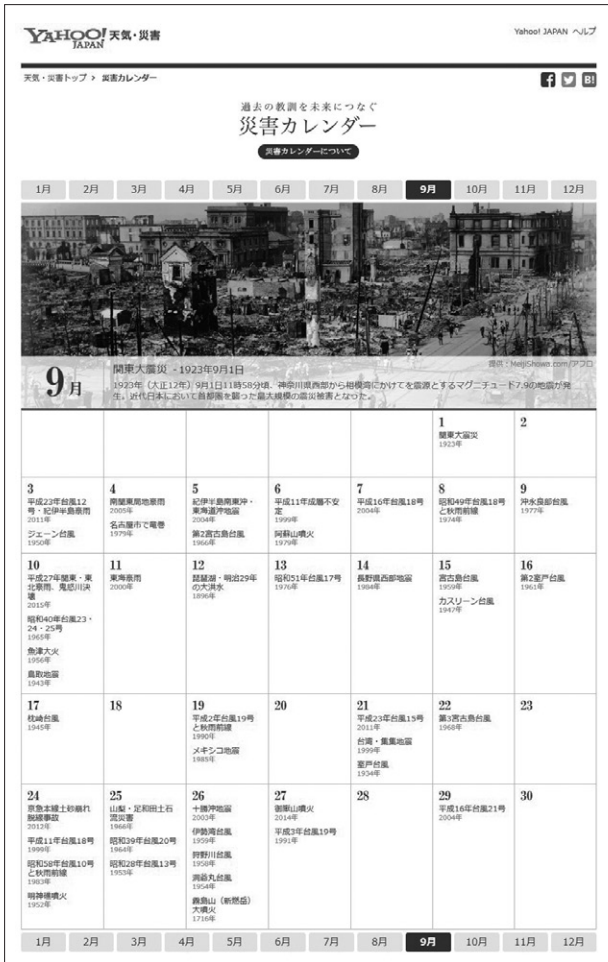 YAHOO! JAPAN 天気・災害
Yahoo! JAPAN ヘルプ
天気・災害トップ > 災害カレンダー
過去の教訓を未来につなぐ
災害カレンダー
災害カレンダーについて
1月 2月 3月 4月 5月 6月 7月 8月 9月 10月 11月 12月
提供：MeijiShowa.com/アフロ
9月
関東大震災 - 1923年9月1日
1923年（大正12年）9月1日11時58分頃、神奈川県西部から相模湾にかけてを震源とするマグニチュード7.9の地震が発
生。近代日本において首都圏を襲った最大規模の震災被害となった。
1
関東大震災
1923年
2
3
平成23年台風12
号・紀伊半島豪雨
2011年
ジェーン台風
1950年
4
南関東局地豪雨
2005年
名古屋市で竜巻
1979年
5
紀伊半島南東沖・
東海道沖地震
2004年
第2宮古島台風
1966年
6
平成11年成層不安
定
1999年
阿蘇山噴火
1979年
7
平成16年台風18号
2004年
8
昭和49年台風18号
と秋雨前線
1974年
9
沖永良部台風
1977年
10
平成27年関東・東
北豪雨、鬼怒川決
壊
2015年
昭和40年台風23・
24・25号
1965年
魚津大火
1956年
鳥取地震
1943年
11
東海豪雨
2000年
12
琵琶湖・明治29年
の大洪水
1896年
13
昭和51年台風17号
1976年
14
長野県西部地震
1984年
15
宮古島台風
1959年
カスリーン台風
1947年
16
第2室戸台風
1961年
17
枕崎台風
1945年
18
19
平成2年台風19号
と秋雨前線
1990年
メキシコ地震
1985年
20
21
平成23年台風15号
2011年
台湾・集集地震
1999年
室戸台風
1934年
22
第3宮古島台風
1968年
23
24
京急本線土砂崩れ
脱線事故
2012年
平成11年台風18号
1999年
昭和58年台風10号
と秋雨前線
1983年
明神礁噴火
1952年
25
山梨・足和田土石
流災害
1966年
昭和39年台風20号
1964年
昭和28年台風13号
1953年
26
十勝沖地震
2003年
伊勢湾台風
1959年
狩野川台風
1958年
洞爺丸台風
1954年
霧島山（新燃岳）
大噴火
1716年
27
御嶽山噴火
2014年
平成3年台風19号
1991年
28
29
平成16年台風21号
2004年
30
1月 2月 3月 4月 5月 6月 7月 8月 9月 10月 11月 12月